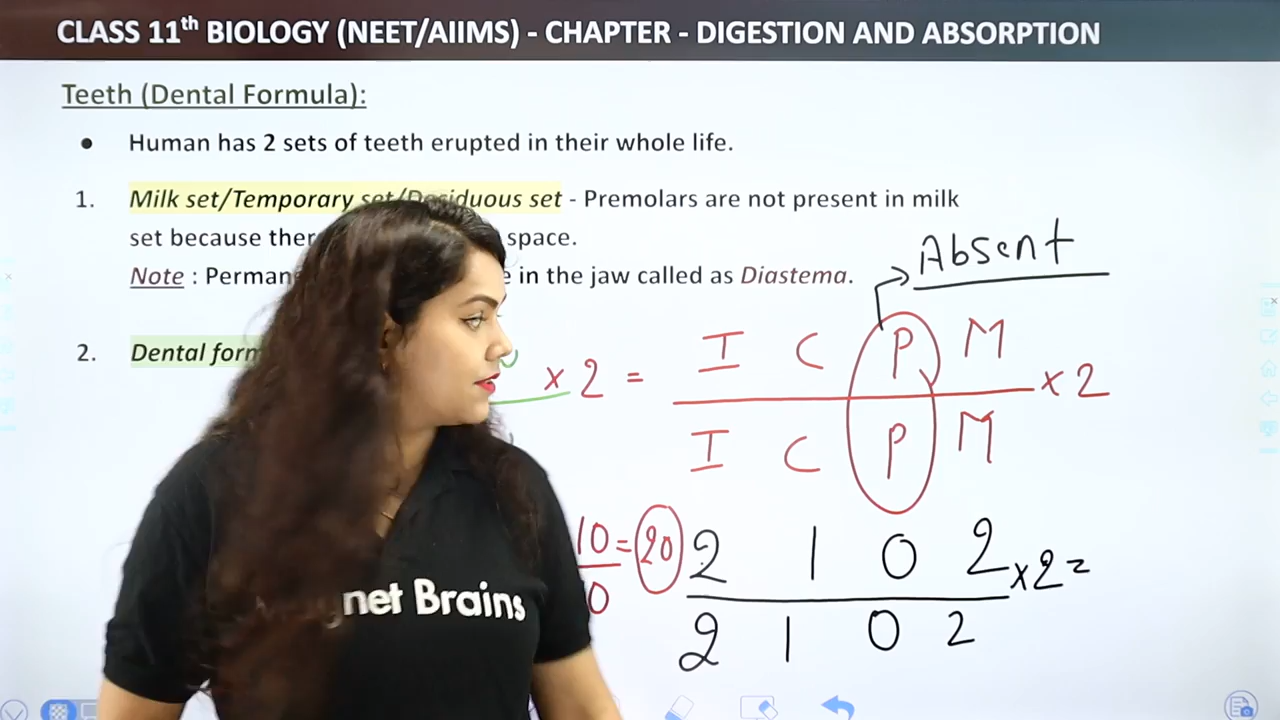 CLASS 11th BIOLOGY (NEET/AIIMS) - CHAPTER - DIGESTION AND ABSORPTION
Teeth (Dental Formula):
• Human has 2 sets of teeth erupted in their whole life.
1. Milk set/Temporary set/Deciduous set - Premolars are not present in milk
set because space.
Note : in the jaw called as Diastema.
Absent
2. Dental
x 2 =
I C P M
I C P M
x 2
10 = 20
0
2 1 0 2
2 1 0 2
x 2 =
net Brains